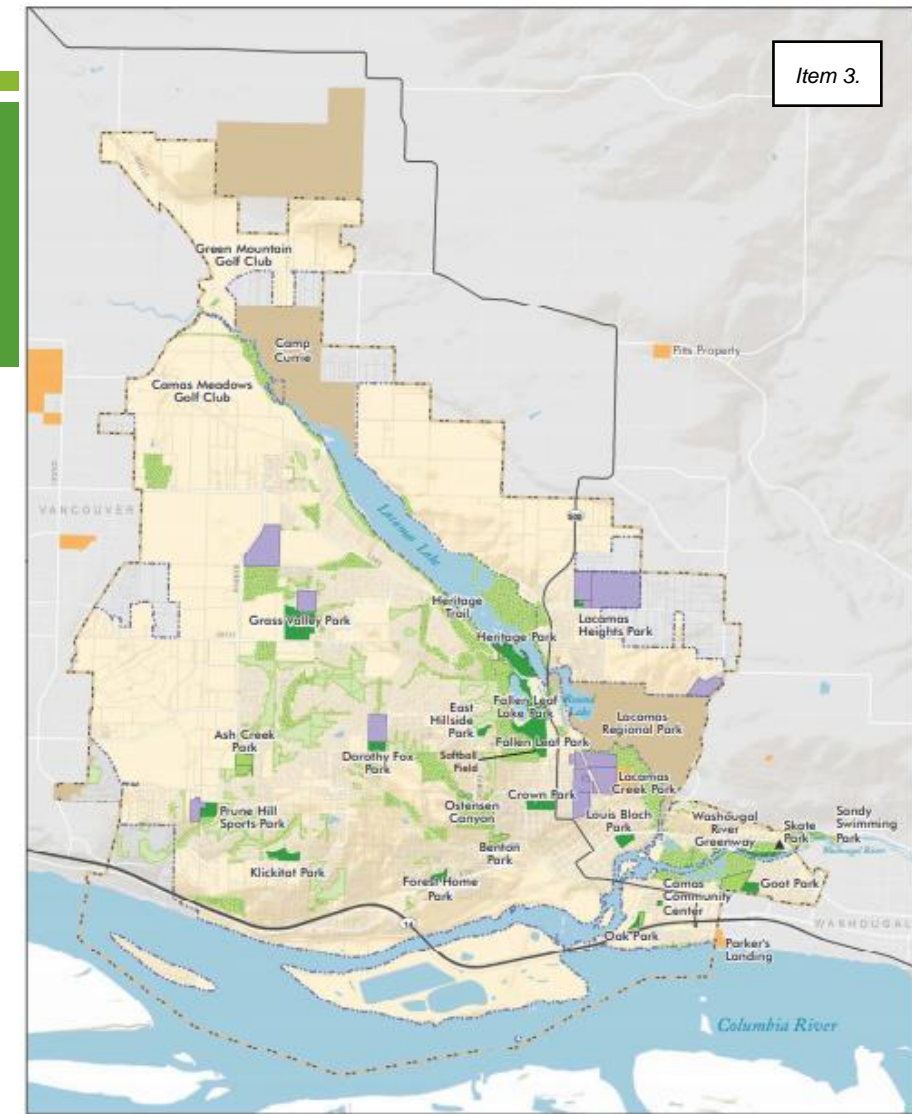 Item 3.
Green Mountain
Golf Club
Camp
Currie
Pitts Property
Camas Meadows
Golf Club
VANCOUVER
Lacamas Lake
500
Heritage
Trail
Grass Valley Park
Lacamas
Heights Park
Heritage Park
Fallen Leaf
Lake Park
Round
Lake
East
Hillside
Park
Lacamas
Regional Park
Ash Creek
Park
Fallen Leaf Park
Dorothy Fox
Park
Softball
Field
Lacamas
Creek Park
Crown Park
Ostensen
Canyon
Prune Hill
Sports Park
Louis Bloch
Park
Washougal
River
Greenway
Skate
Park
Sandy
Swimming
Park
Washougal River
Benton
Park
Klickitat Park
Forest Home
Park
Camas
Community
Center
Goot Park
WASHOUGAL
14
Oak Park
Parker's
Landing
Columbia River